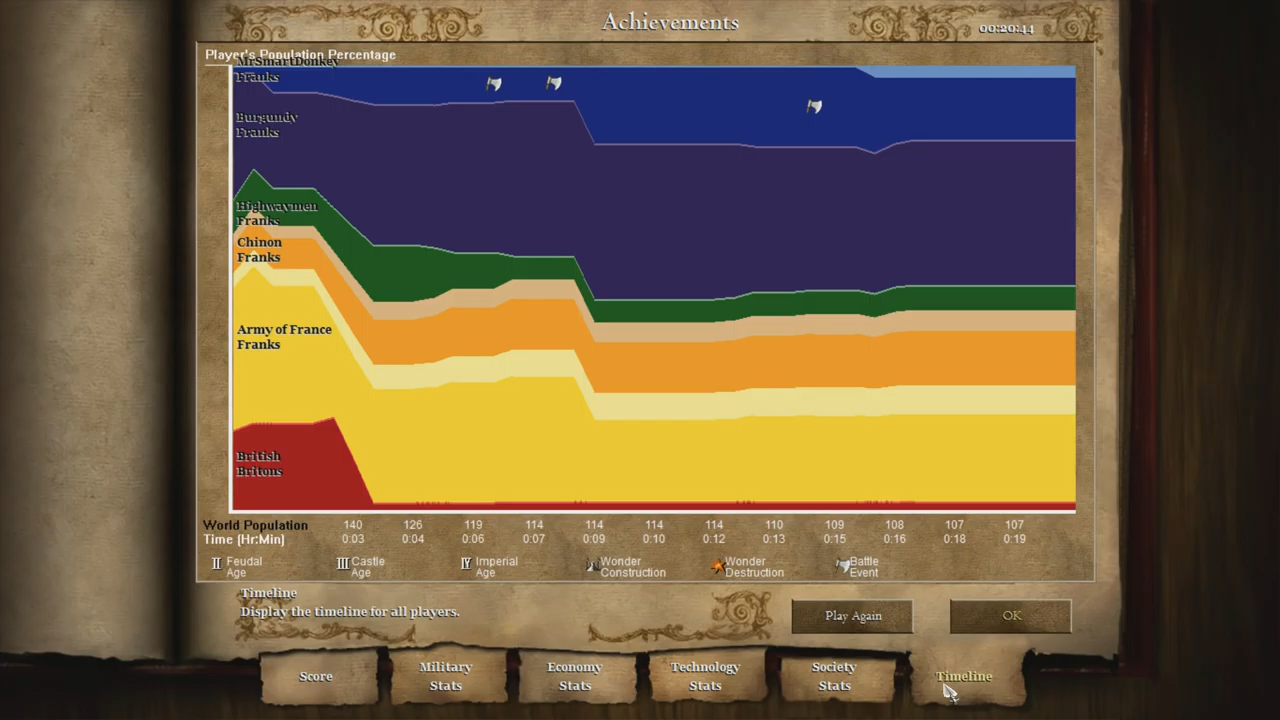 Achievements
00:20:44
Player's Population Percentage
MrSmartDonkey
Franks
Burgundy
Franks
Highwaymen
Franks
Chinon
Franks
Army of France
Franks
British
Britons
World Population 140 126 119 114 114 114 114 110 109 108 107 107
Time (Hr:Min) 0:03 0:04 0:06 0:07 0:09 0:10 0:12 0:13 0:15 0:16 0:18 0:19
II Feudal Age
III Castle Age
IV Imperial Age
Wonder Construction
Wonder Destruction
Battle Event
Timeline
Display the timeline for all players.
Play Again
OK
Score
Military Stats
Economy Stats
Technology Stats
Society Stats
Timeline